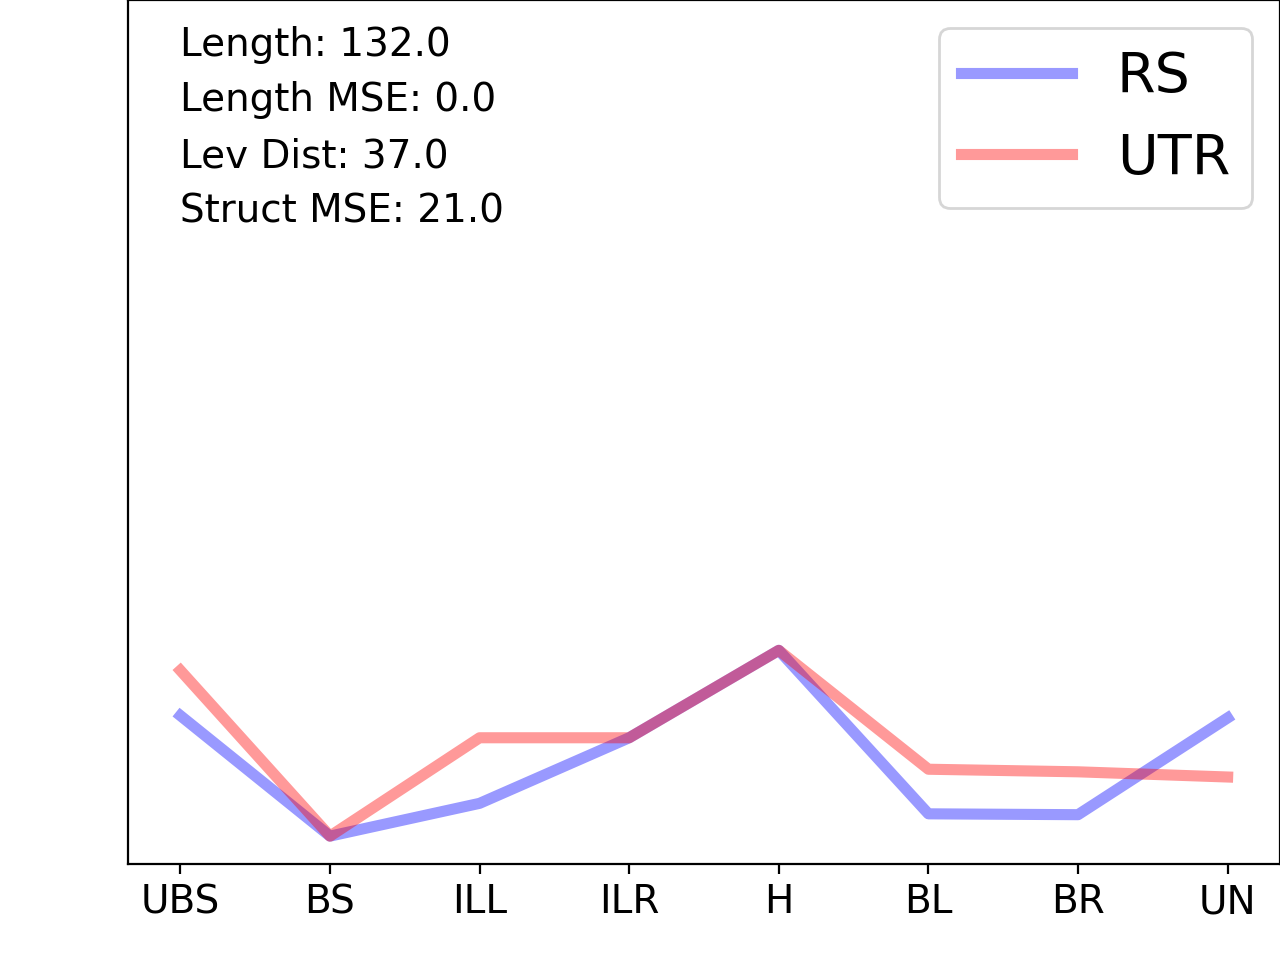 Length: 132.0
Length MSE: 0.0
Lev Dist: 37.0
Struct MSE: 21.0
RS
UTR
UBS BS ILL ILR H BL BR UN